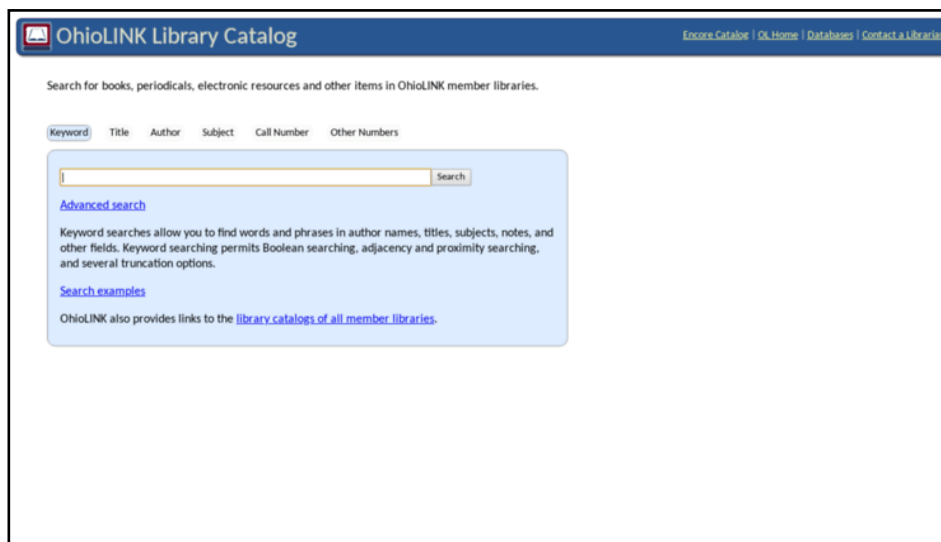 OhioLINK Library Catalog
Encore Catalog | OL Home | Databases | Contact a Librarian
Search for books, periodicals, electronic resources and other items in OhioLINK member libraries.
Keyword Title Author Subject Call Number Other Numbers
Search
Advanced search
Keyword searches allow you to find words and phrases in author names, titles, subjects, notes, and
other fields. Keyword searching permits Boolean searching, adjacency and proximity searching,
and several truncation options.
Search examples
OhioLINK also provides links to the library catalogs of all member libraries.